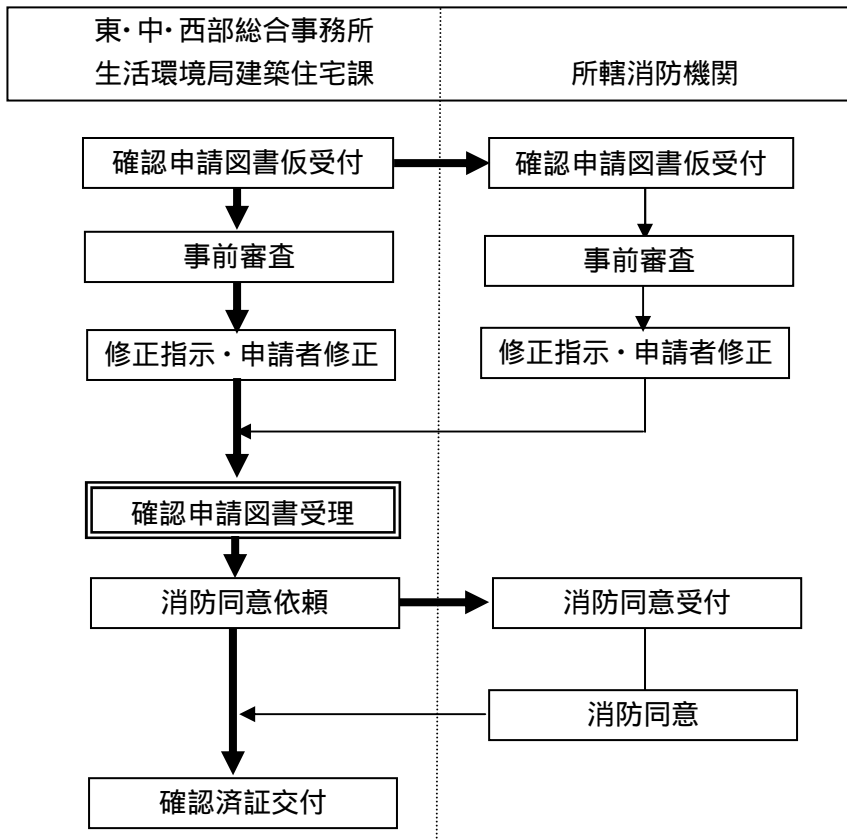 東・中・西部総合事務所
生活環境局建築住宅課
所轄消防機関
確認申請図書仮受付
確認申請図書仮受付
事前審査
事前審査
修正指示・申請者修正
修正指示・申請者修正
確認申請図書受理
消防同意依頼
消防同意受付
消防同意
確認済証交付